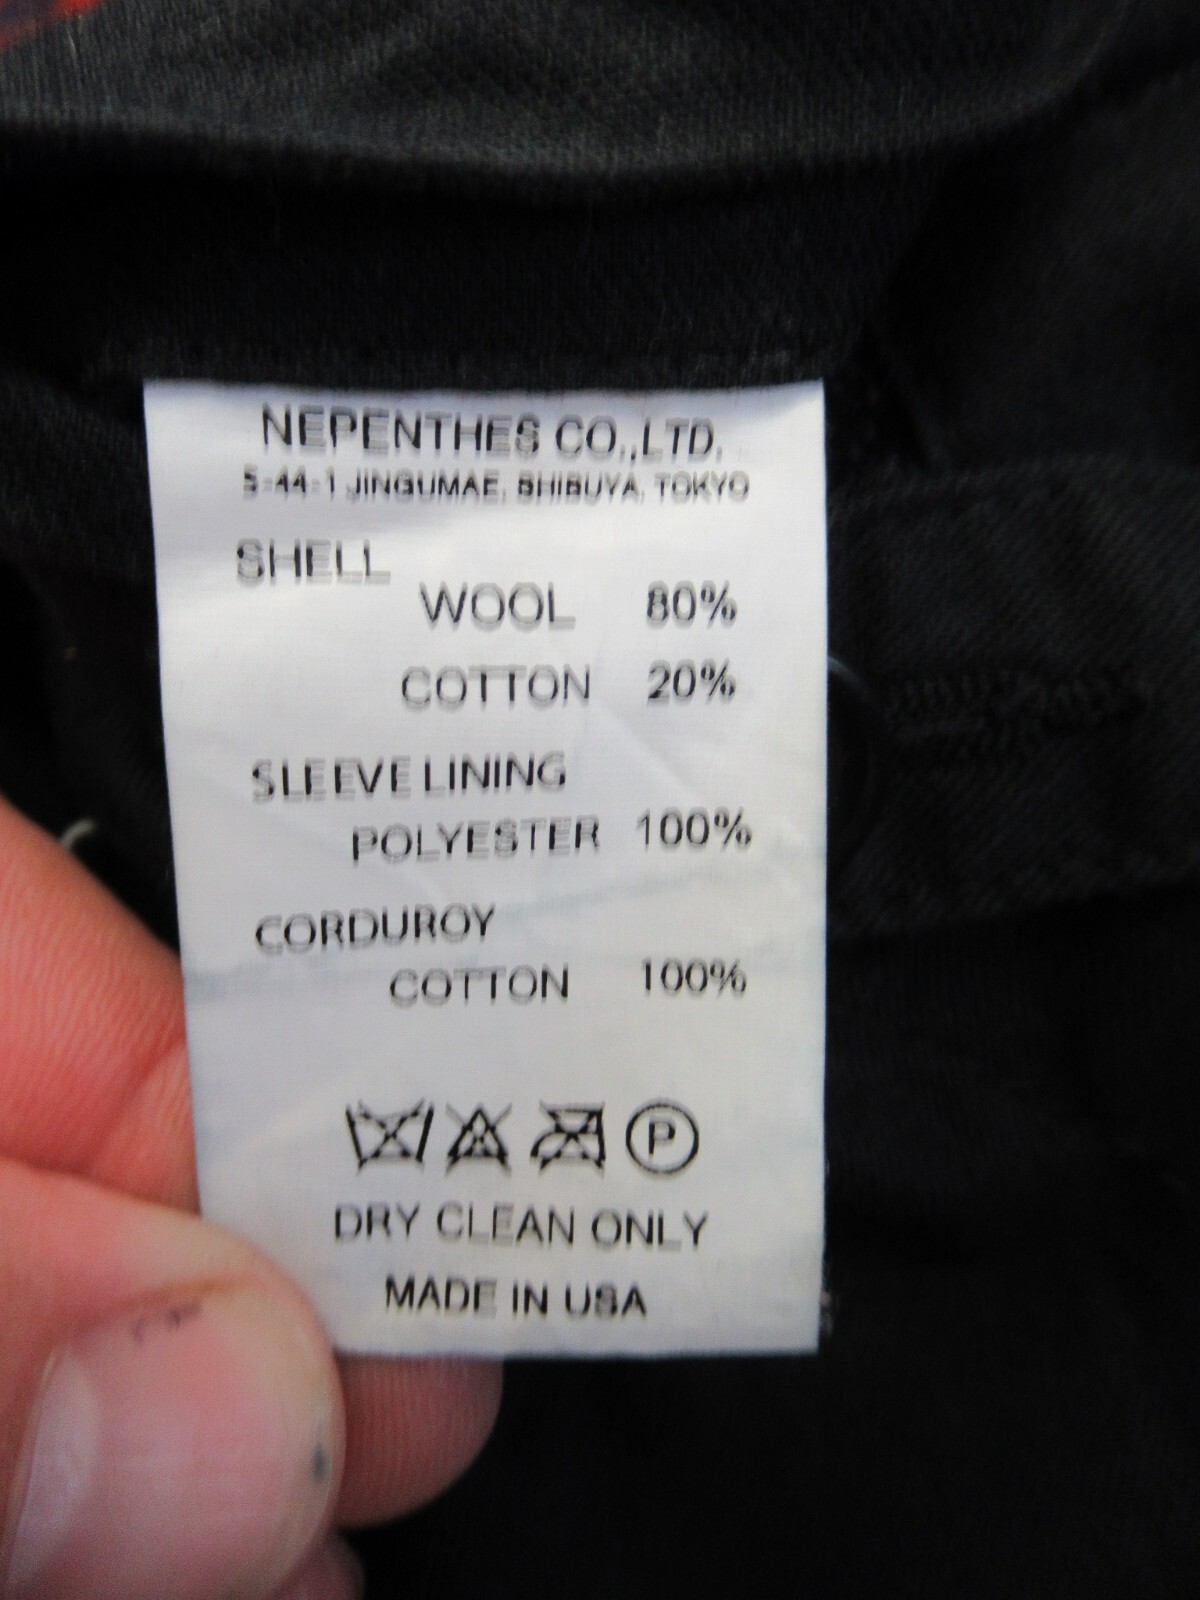 NEPENTHES CO.,LTD.
5-44-1 JINGUMAE, SHIBUYA, TOKYO
SHELL
WOOL 80%
COTTON 20%
SLEEVE LINING
POLYESTER 100%
CORDUROY
COTTON 100%
P
DRY CLEAN ONLY
MADE IN USA